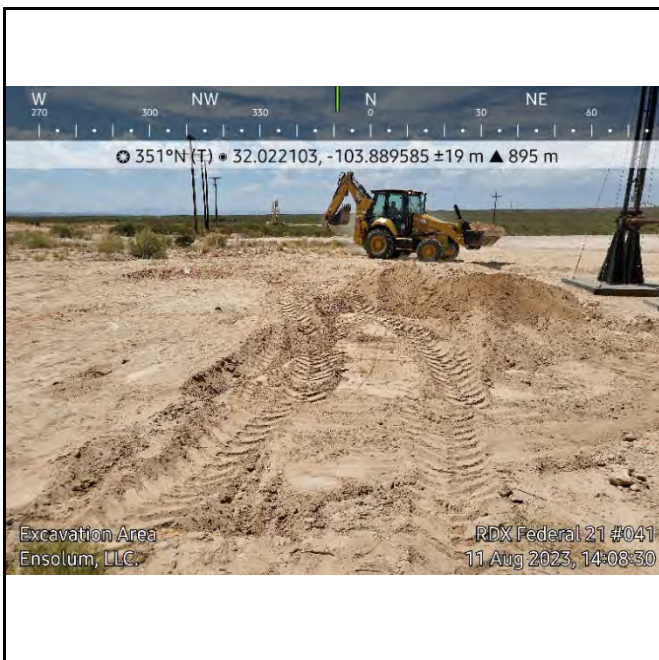 W NW N NE
270 300 330 0 30 60
351°N (T) ● 32.022103, -103.889585 ±19 m ▲ 895 m
Excavation Area
Ensolum, LLC.
RDX Federal 21 #041
11 Aug 2023, 14:08:30